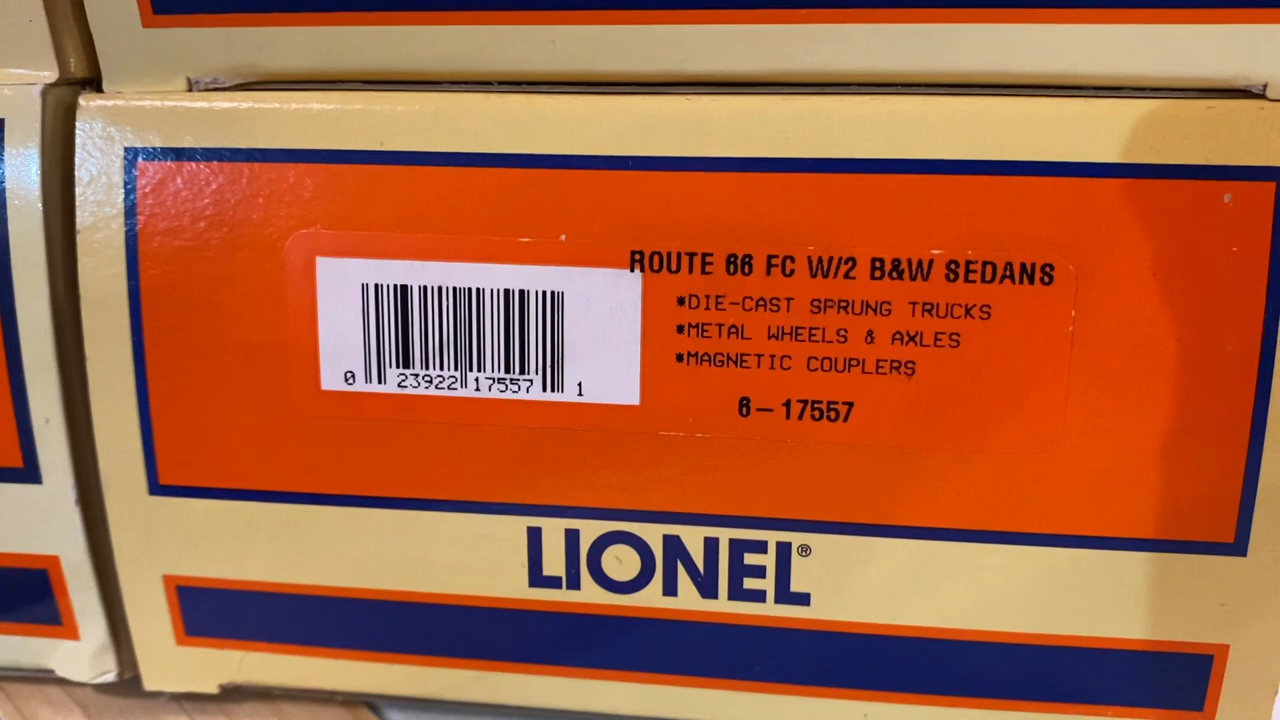 ROUTE 66 FC W/2 B&W SEDANS
*DIE-CAST SPRUNG TRUCKS
*METAL WHEELS & AXLES
*MAGNETIC COUPLERS
6-17557
0 23922 17557 1
LIONEL®